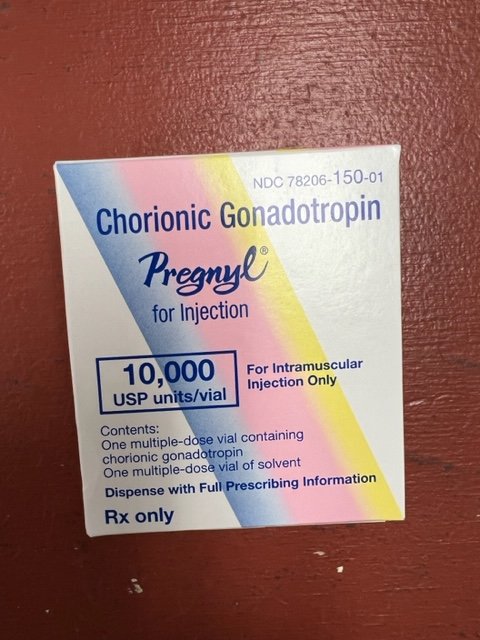 NDC 78206-150-01
Chorionic Gonadotropin
Pregnyl®
for Injection
10,000
USP units/vial
For Intramuscular
Injection Only
Contents:
One multiple-dose vial containing
chorionic gonadotropin
One multiple-dose vial of solvent
Dispense with Full Prescribing Information
Rx only